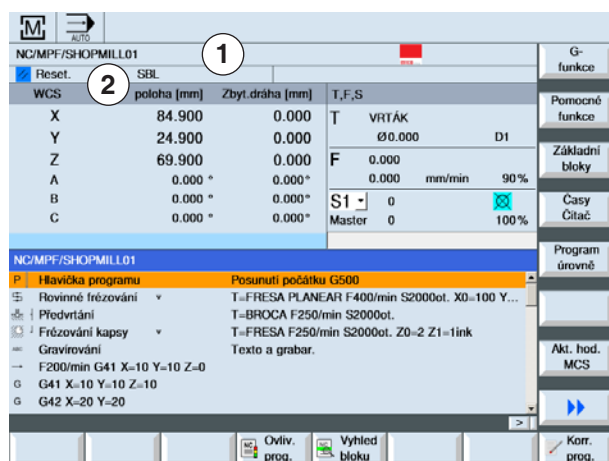 M
AUTO
NC/MPF/SHOPMILL01
1
Reset.
SBL
2
WCS poloha [mm] Zbyt.dráha [mm]
X 84.900 0.000
Y 24.900 0.000
Z 69.900 0.000
A 0.000 ° 0.000°
B 0.000 ° 0.000°
C 0.000 ° 0.000°
T,F,S
T VRTÁK
Ø0.000 D1
F 0.000
0.000 mm/min 90%
S1 0
Master 0 100%
NC/MPF/SHOPMILL01
P Hlavička programu Posunutí počátku G500
Rovinné frézování T=FRESA PLANEAR F400/min S2000ot. X0=100 Y...
Předvrtání T=BROCA F250/min S2000ot.
Frézování kapsy T=FRESA F250/min S2000ot. Z0=2 Z1=1ink
Gravírování Texto a grabar.
F200/min G41 X=10 Y=10 Z=0
G G41 X=10 Y=10 Z=10
G G42 X=20 Y=20
>
G-
funkce
Pomocné
funkce
Základní
bloky
Časy
Čitač
Program
úrovně
Akt. hod.
MCS
NC
Ovliv.
prog.
Vyhled
bloku
Korr.
prog.